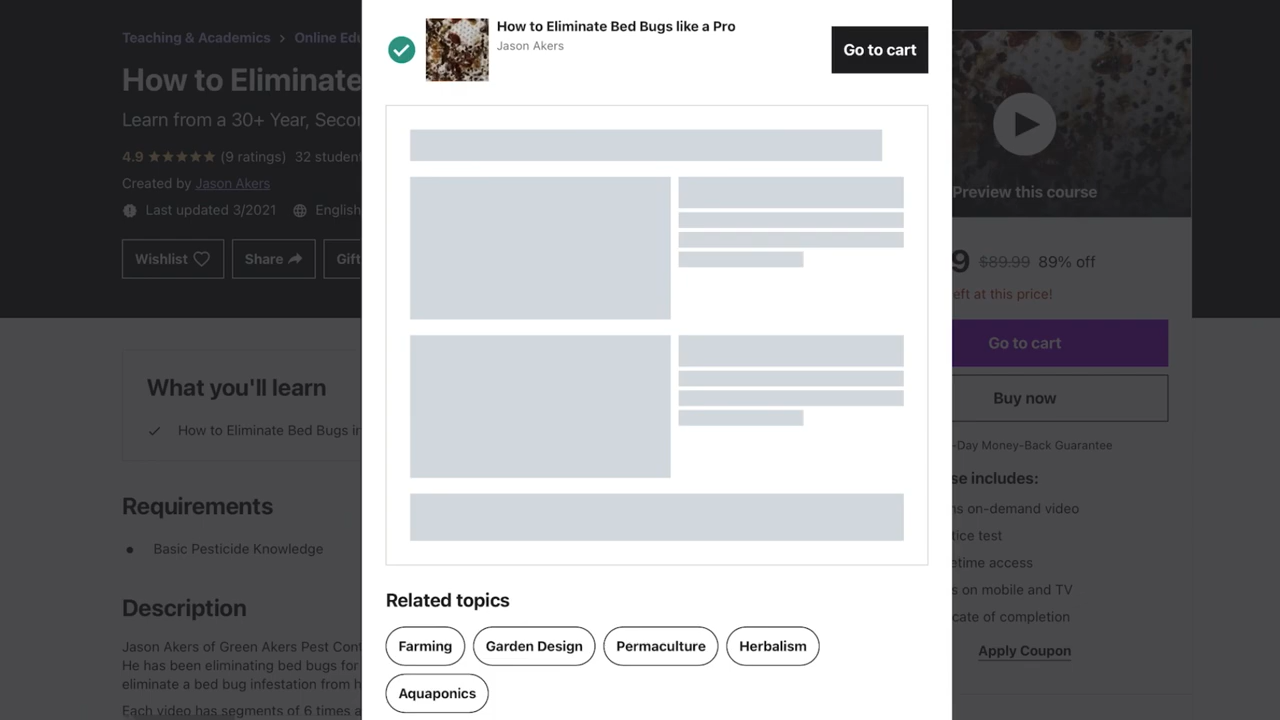 How to Eliminate Bed Bugs like a Pro
Jason Akers
Go to cart
Related topics
Farming
Garden Design
Permaculture
Herbalism
Aquaponics
Teaching & Academics > Online Edu
How to Eliminate
Learn from a 30+ Year, Secon
4.9 ★★★★★ (9 ratings) 32 student
Created by Jason Akers
Last updated 3/2021 English
Wishlist
Share
Gift
What you'll learn
How to Eliminate Bed Bugs in
Requirements
Basic Pesticide Knowledge
Description
Jason Akers of Green Akers Pest Cont
He has been eliminating bed bugs for
eliminate a bed bug infestation from h
Each video has segments of 6 times a
Preview this course
9 $89.99 89% off
left at this price!
Go to cart
Buy now
-Day Money-Back Guarantee
se includes:
ns on-demand video
tice test
etime access
s on mobile and TV
cate of completion
Apply Coupon